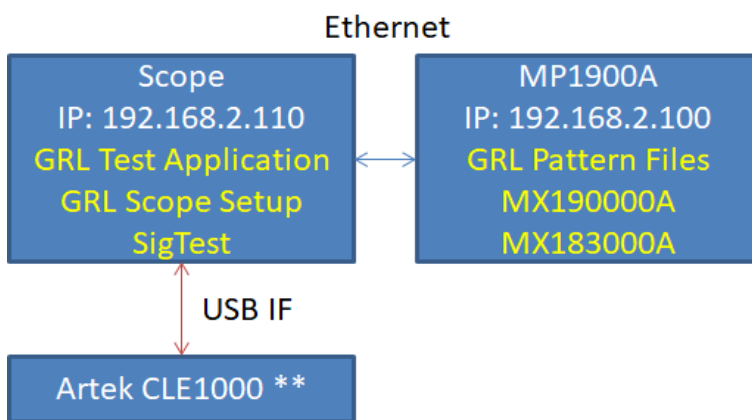 Ethernet
Scope
IP: 192.168.2.110
GRL Test Application
GRL Scope Setup
SigTest
MP1900A
IP: 192.168.2.100
GRL Pattern Files
MX190000A
MX183000A
USB IF
Artek CLE1000 **